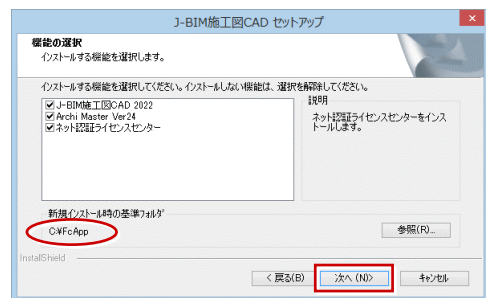 J-BIM施工図CAD セットアップ
機能の選択
インストールする機能を選択します。
インストールする機能を選択してください。インストールしない機能は、選択を解除してください。
J-BIM施工図CAD 2022
Archi Master Ver24
ネット認証ライセンスセンター
説明
ネット認証ライセンスセンターをインストールします。
新規インストール時の基準フォルダ
C:¥FcApp
参照(R)...
InstallShield
< 戻る(B)
次へ (N)>
キャンセル